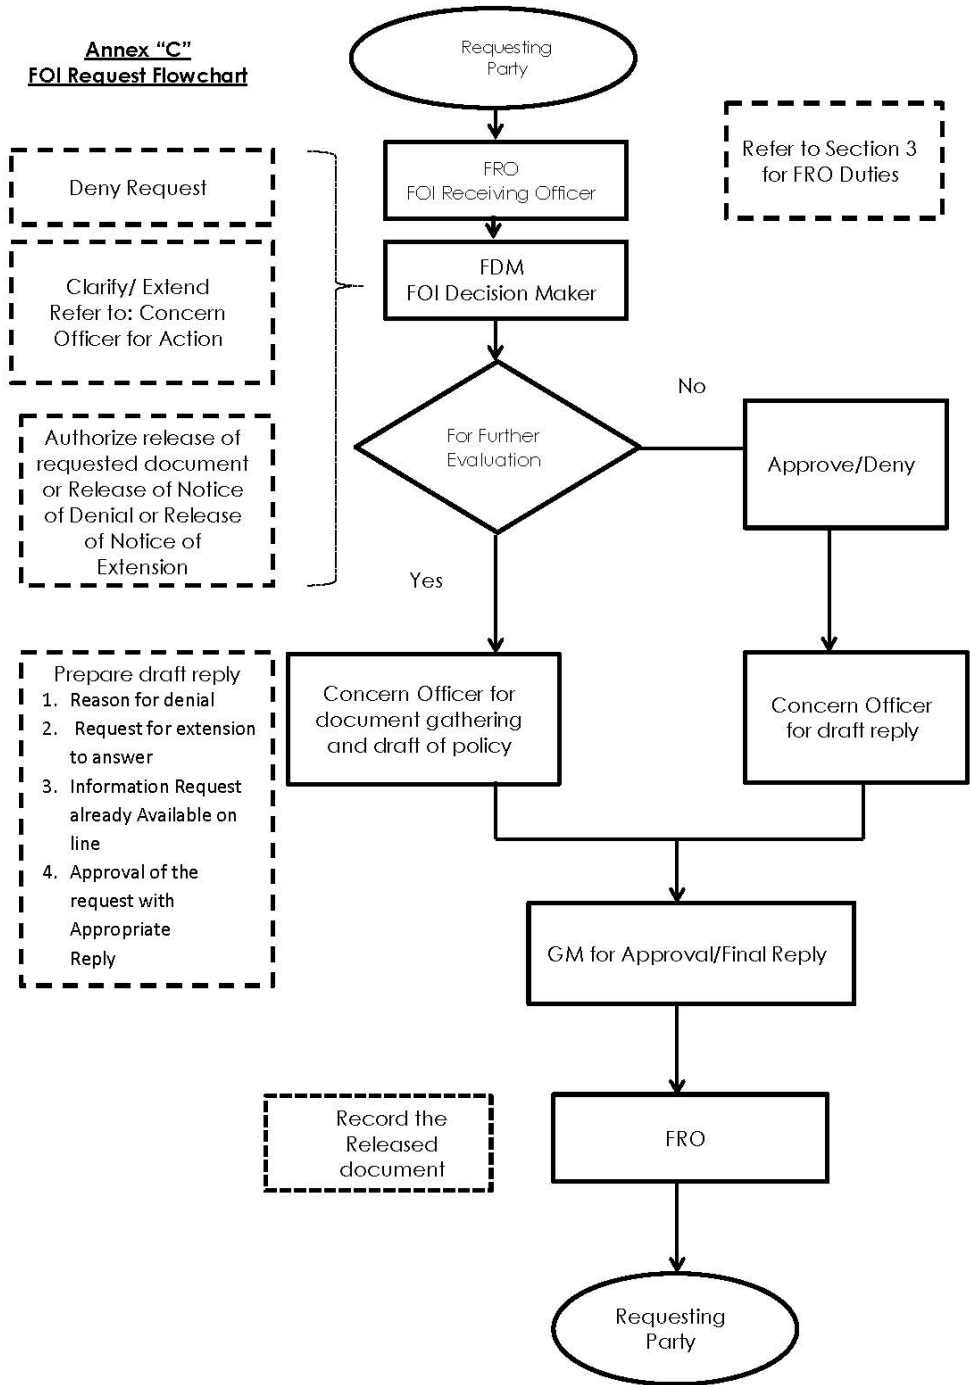 Annex “C”
FOI Request Flowchart
Requesting
Party
Refer to Section 3
for FRO Duties
FRO
FOI Receiving Officer
Deny Request
FDM
FOI Decision Maker
Clarify/ Extend
Refer to: Concern
Officer for Action
No
For Further
Evaluation
Approve/Deny
Authorize release of
requested document
or Release of Notice
of Denial or Release
of Notice of
Extension
Yes
Prepare draft reply
1. Reason for denial
2. Request for extension
to answer
3. Information Request
already Available on
line
4. Approval of the
request with
Appropriate
Reply
Concern Officer for
document gathering
and draft of policy
Concern Officer
for draft reply
GM for Approval/Final Reply
Record the
Released
document
FRO
Requesting
Party